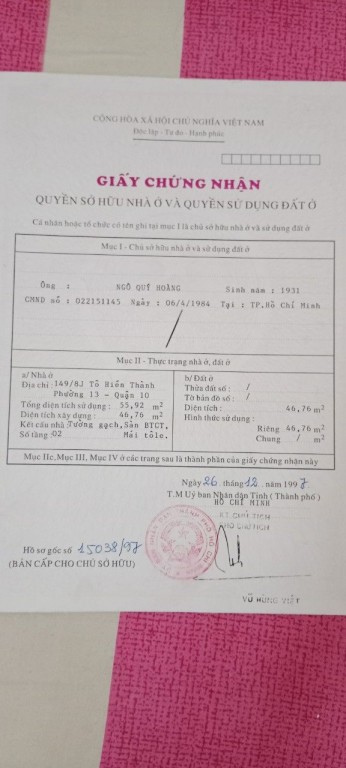 CỘNG HÒA XÃ HỘI CHỦ NGHĨA VIỆT NAM
Độc lập - Tự do - Hạnh phúc
GIẤY CHỨNG NHẬN
QUYỀN SỞ HỮU NHÀ Ở VÀ QUYỀN SỬ DỤNG ĐẤT Ở
Cá nhân hoặc tổ chức có tên ghi tại mục I là chủ sở hữu nhà ở và sử dụng đất ở
Mục I - Chủ sở hữu nhà ở và sử dụng đất ở
Ông : NGÔ QUÝ HOÀNG Sinh năm : 1931
CMND số : 022151145 Ngày : 06/4/1984 Tại : TP.Hồ Chí Minh
Mục II - Thực trạng nhà ở, đất ở
a/ Nhà ở
Địa chỉ : 149/8J Tô Hiến Thành
Phường 13 - Quận 10
Tổng diện tích sử dụng : 55,92 m²
Diện tích xây dựng : 46,76 m²
Kết cấu nhà Tường gạch, Sàn BTCT,
Số tầng : 02 Mái tôle.
b/ Đất ở
Thửa đất số : /
Tờ bản đồ số : /
Diện tích : 46,76 m²
Hình thức sử dụng :
Riêng 46,76 m²
Chung / m²
Mục IIc, Mục III, Mục IV ở các trang sau là thành phần của giấy chứng nhận này
Ngày 26 tháng 12 năm 1997
T.M Uỷ ban Nhân dân Tỉnh ( Thành phố )
HỒ CHÍ MINH
KT. CHỦ TỊCH
PHÓ CHỦ TỊCH
Hồ sơ gốc số 15038/97
(BẢN CẤP CHO CHỦ SỞ HỮU)
VŨ HÙNG VIỆT